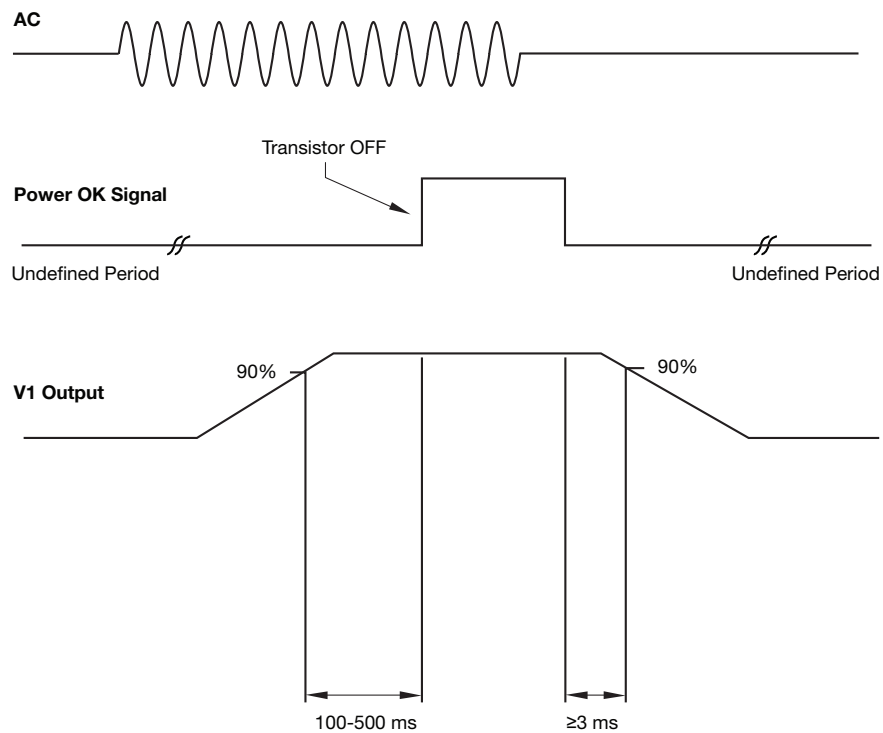 AC
Transistor OFF
Power OK Signal
Undefined Period
Undefined Period
90%
90%
V1 Output
100-500 ms
≥3 ms